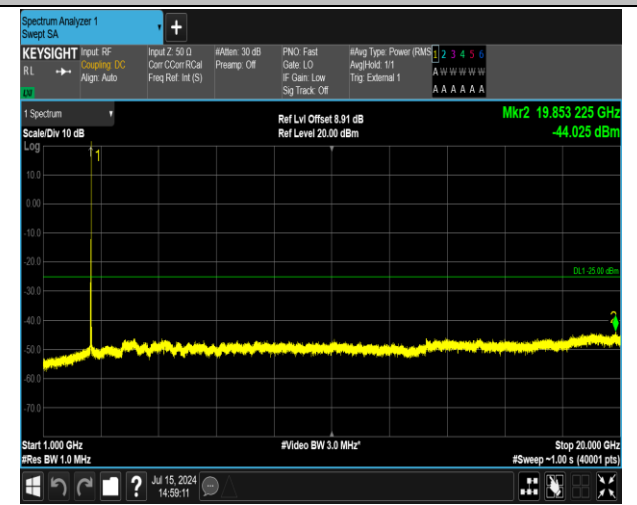 Spectrum Analyzer 1
Swept SA
+
KEYSIGHT
RL
Input: RF
Coupling: DC
Align: Auto
Input Z: 50 Ω
Corr CCorr RCal
Freq Ref: Int (S)
#Atten: 30 dB
Preamp: Off
PNO: Fast
Gate: LO
IF Gain: Low
Sig Track: Off
#Avg Type: Power (RMS
Avg|Hold: 1/1
Trig: External 1
1 2 3 4 5 6
A W W W W W
A A A A A A
1 Spectrum
Scale/Div 10 dB
Log
Ref Lvl Offset 8.91 dB
Ref Level 20.00 dBm
Mkr2 19.853 225 GHz
-44.025 dBm
1
10.0
0.00
-10.0
-20.0
DL1 -25.00 dBm
-30.0
-40.0
2
-60.0
-70.0
Start 1.000 GHz
#Res BW 1.0 MHz
#Video BW 3.0 MHz*
Stop 20.000 GHz
#Sweep ~1.00 s (40001 pts)
?
Jul 15, 2024
14:59:11